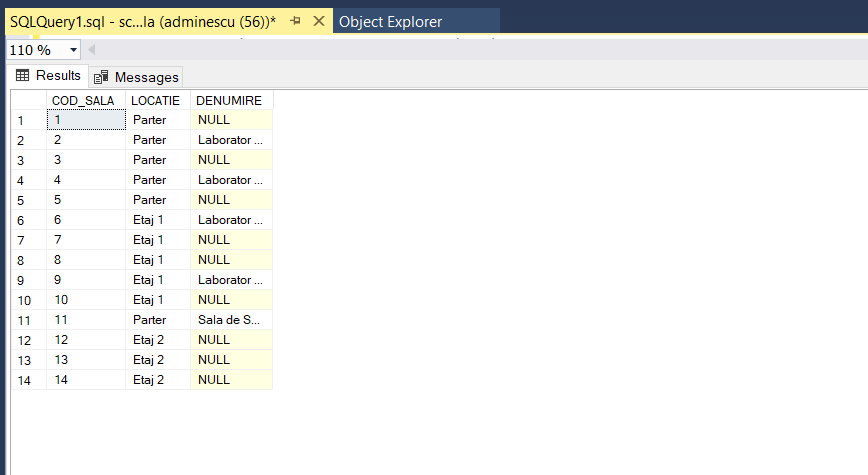 SQLQuery1.sql - sc...la (adminescu (56))* Object Explorer
110 %
Results Messages
COD_SALA LOCATIE DENUMIRE
1 1 Parter NULL
2 2 Parter Laborator ...
3 3 Parter NULL
4 4 Parter Laborator ...
5 5 Parter NULL
6 6 Etaj 1 Laborator ...
7 7 Etaj 1 NULL
8 8 Etaj 1 NULL
9 9 Etaj 1 Laborator ...
10 10 Etaj 1 NULL
11 11 Parter Sala de S...
12 12 Etaj 2 NULL
13 13 Etaj 2 NULL
14 14 Etaj 2 NULL